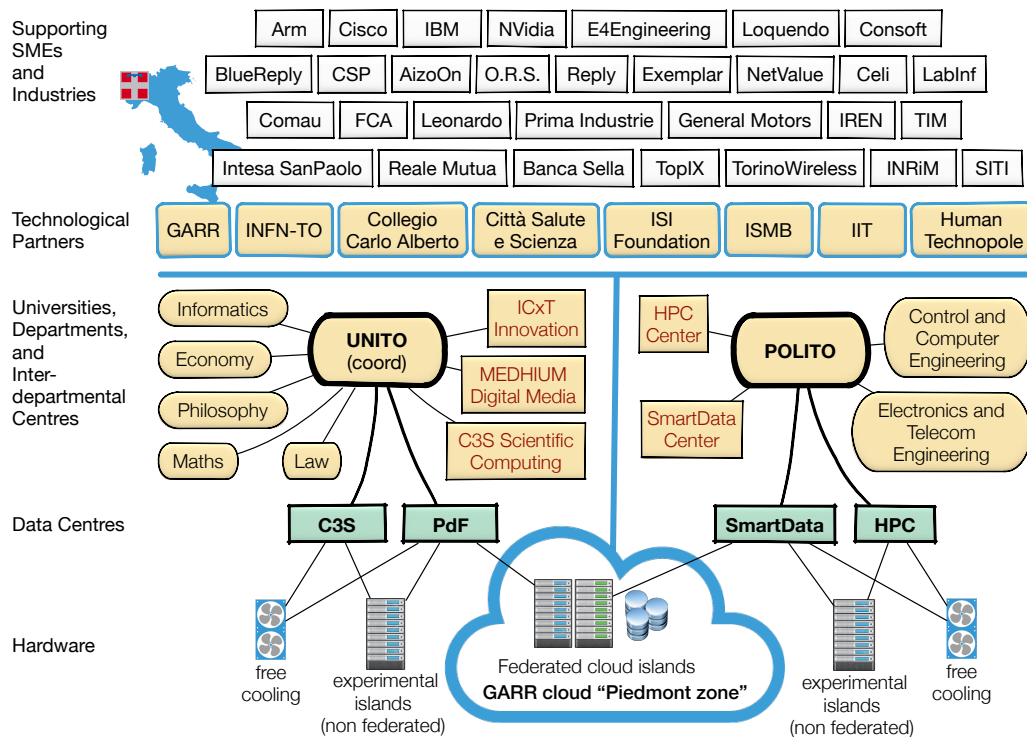 Supporting
SMEs
and
Industries
Arm
Cisco
IBM
NVidia
E4Engineering
Loquendo
Consoft
BlueReply
CSP
AizoOn
O.R.S.
Reply
Exemplar
NetValue
Celi
LabInf
Comau
FCA
Leonardo
Prima Industrie
General Motors
IREN
TIM
Intesa SanPaolo
Reale Mutua
Banca Sella
TopIX
TorinoWireless
INRiM
SITI
Technological
Partners
GARR
INFN-TO
Collegio
Carlo Alberto
Città Salute
e Scienza
ISI
Foundation
ISMB
IIT
Human
Technopole
Universities,
Departments,
and
Inter-
departmental
Centres
Informatics
Economy
Philosophy
Maths
Law
UNITO
(coord)
ICxT
Innovation
MEDHIUM
Digital Media
C3S Scientific
Computing
HPC
Center
SmartData
Center
POLITO
Control and
Computer
Engineering
Electronics and
Telecom
Engineering
Data Centres
C3S
PdF
SmartData
HPC
Hardware
free
cooling
experimental
islands
(non federated)
Federated cloud islands
GARR cloud “Piedmont zone”
experimental
islands
(non federated)
free
cooling